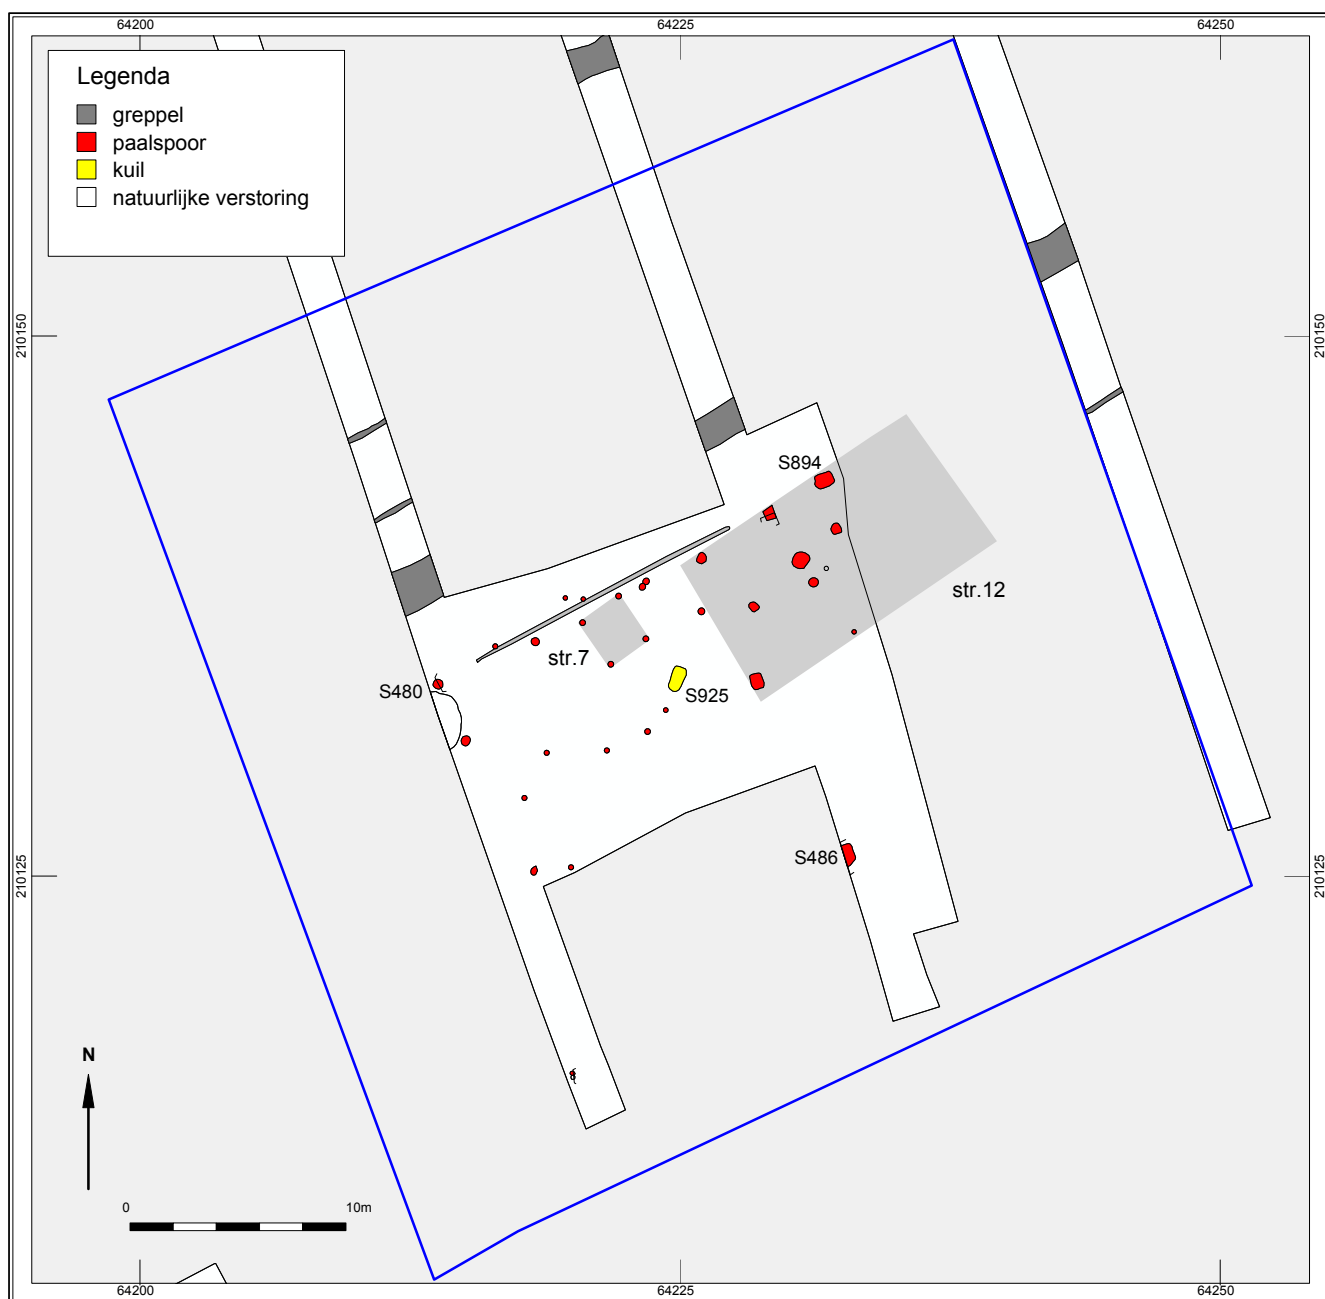 64200
64225
64250
Legenda
greppel
paalspoor
kuil
natuurlijke verstoring
210150
210150
S894
str.12
str.7
S480
S925
S486
210125
210125
N
0
10m
64200
64225
64250